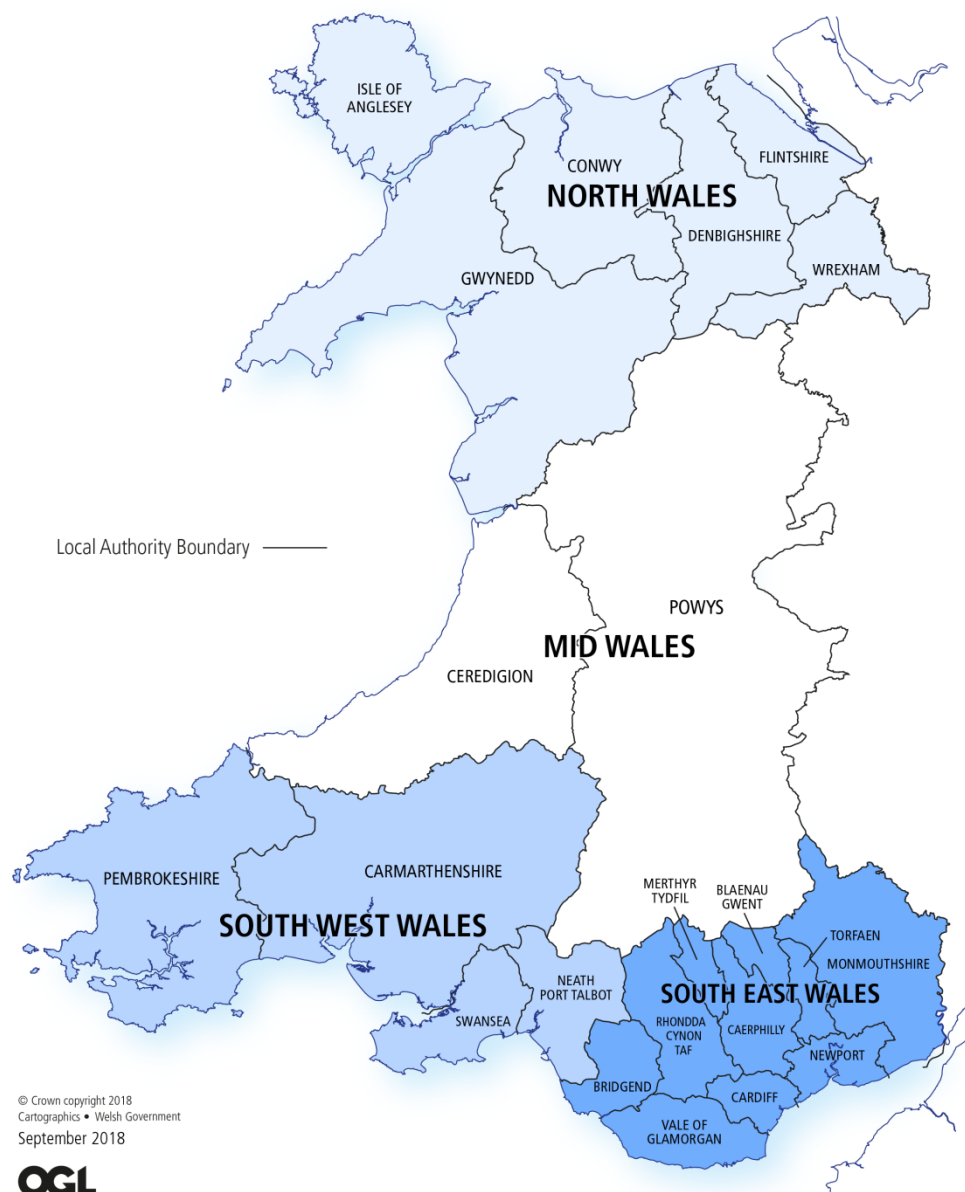 ISLE OF
ANGLESEY
FLINTSHIRE
CONWY
NORTH WALES
DENBIGHSHIRE
WREXHAM
GWYNEDD
Local Authority Boundary
POWYS
MID WALES
CEREDIGION
PEMBROKESHIRE
CARMARTHENSHIRE
SOUTH WEST WALES
MERTHYR
TYDFIL
BLAENAU
GWENT
TORFAEN
MONMOUTHSHIRE
NEATH
PORT TALBOT
SOUTH EAST WALES
SWANSEA
RHONDDA
CYNON
TAF
CAERPHILLY
NEWPORT
BRIDGEND
CARDIFF
VALE OF
GLAMORGAN
© Crown copyright 2018
Cartographics • Welsh Government
September 2018
OGL